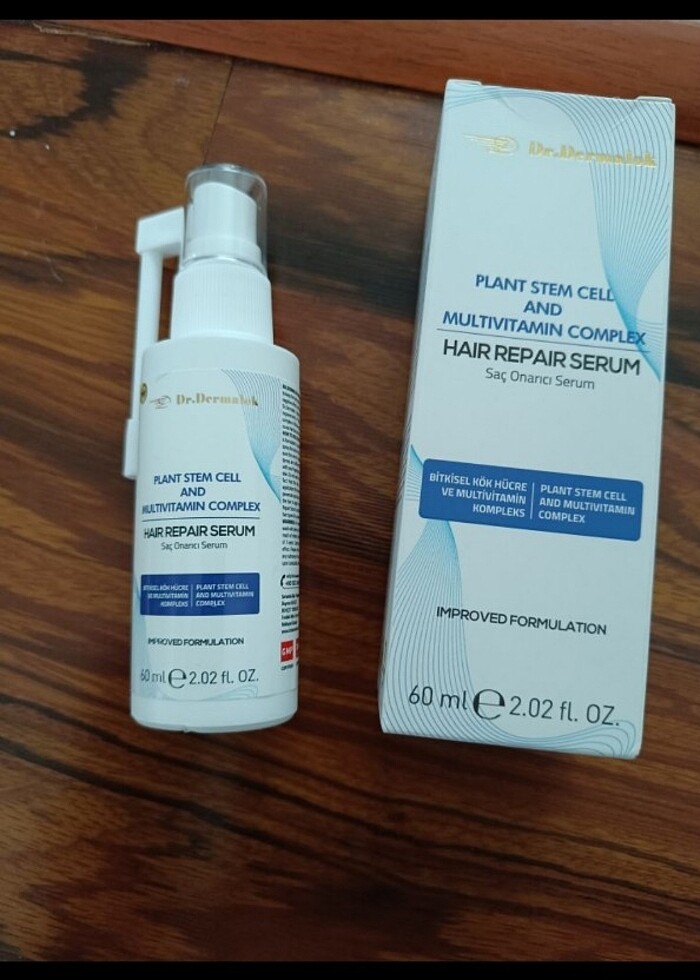 Dr.Dermalok
PLANT STEM CELL
AND
MULTIVITAMIN COMPLEX
HAIR REPAIR SERUM
Saç Onarıcı Serum
BİTKİSEL KÖK HÜCRE
VE MULTİVİTAMİN
KOMPLEKS
PLANT STEM CELL
AND MULTIVITAMIN
COMPLEX
IMPROVED FORMULATION
60 ml e 2.02 fl. OZ.
Dr.Dermalok
PLANT STEM CELL
AND
MULTIVITAMIN COMPLEX
HAIR REPAIR SERUM
Saç Onarıcı Serum
BİTKİSEL KÖK HÜCRE
VE MULTİVİTAMİN
KOMPLEKS
PLANT STEM CELL
AND MULTIVITAMIN
COMPLEX
IMPROVED FORMULATION
60 ml e 2.02 fl. OZ.
GMP